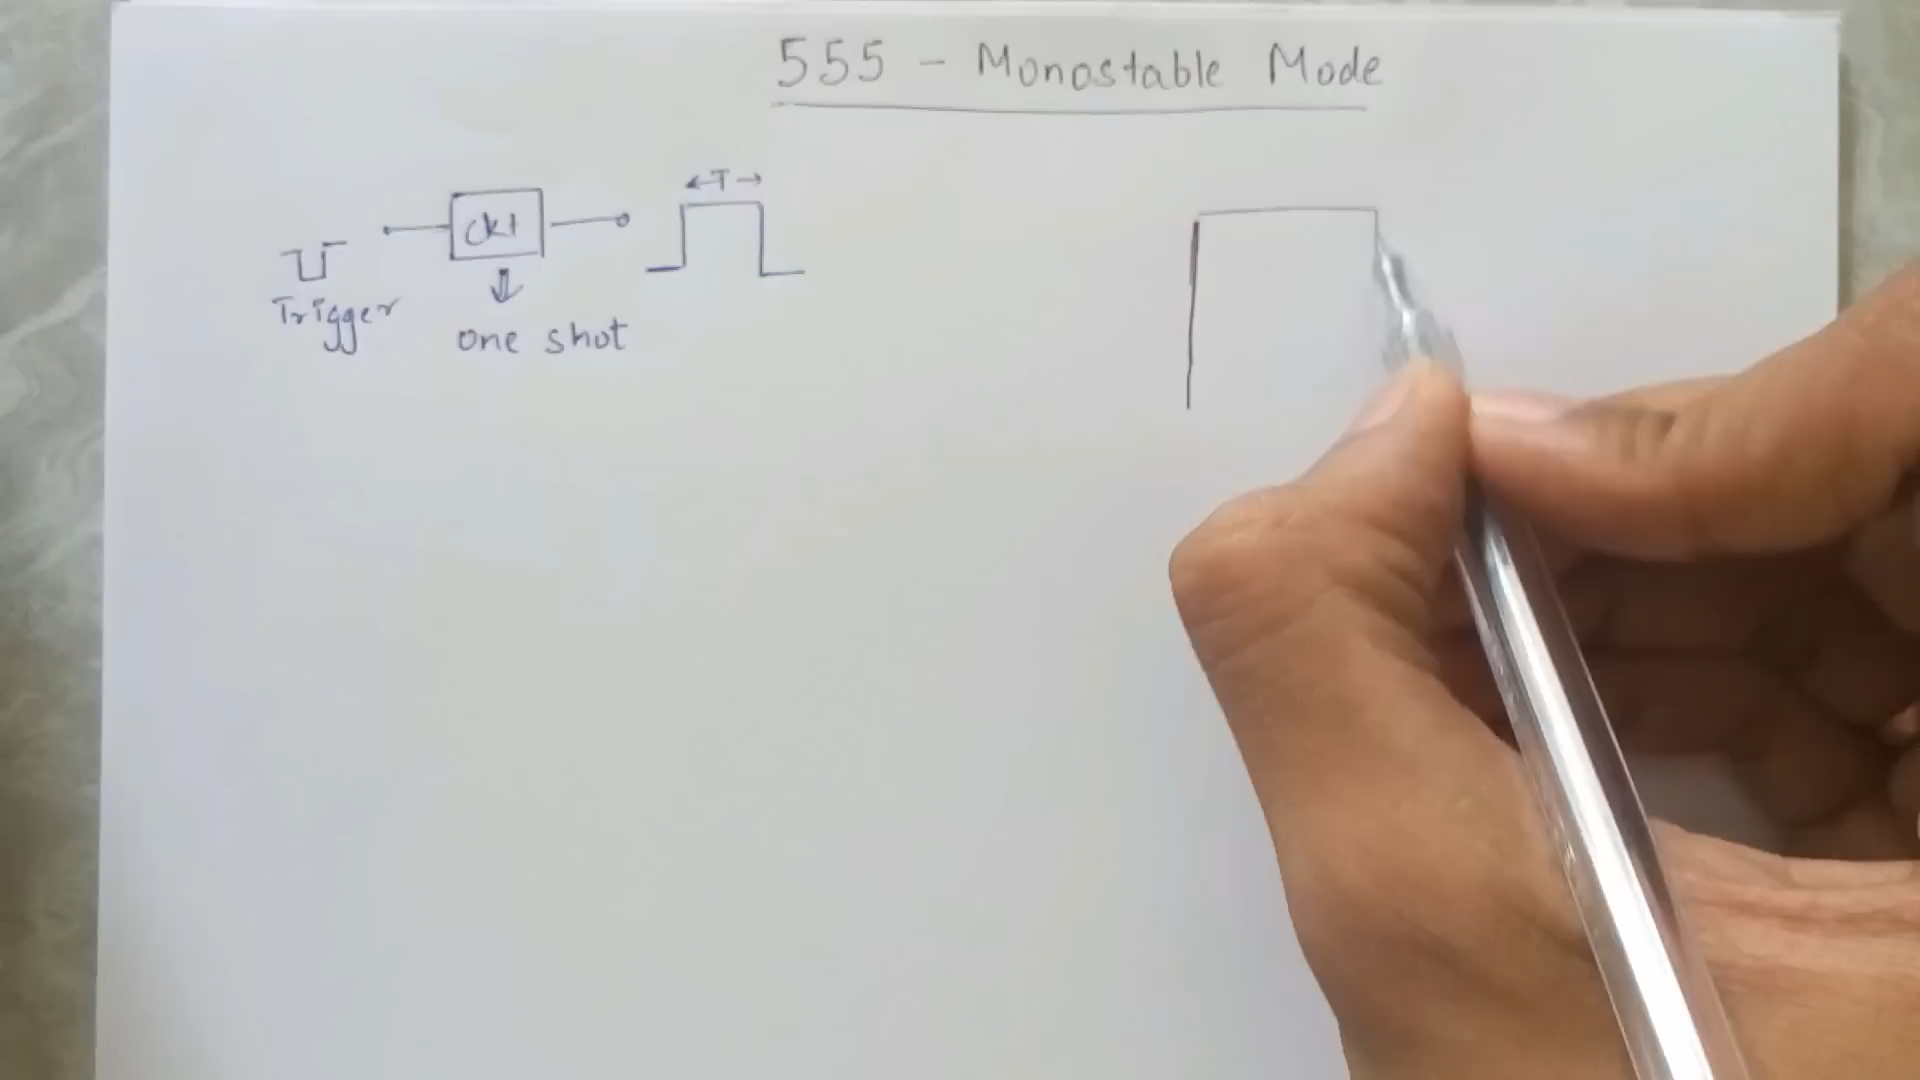 555 - Monostable Mode
←T→
Ckt
Trigger
one shot